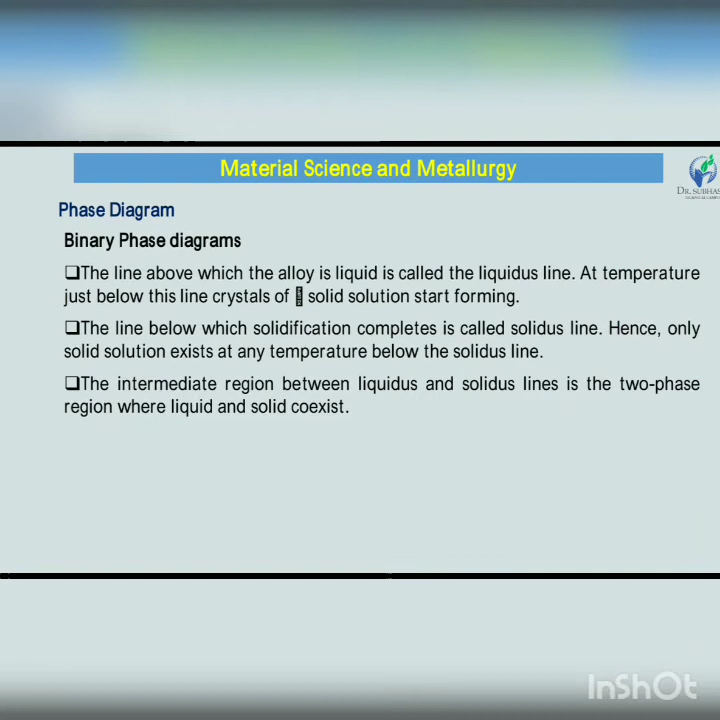 Material Science and Metallurgy
DR. SUBHAS
Phase Diagram
Binary Phase diagrams
❑The line above which the alloy is liquid is called the liquidus line. At temperature
just below this line crystals of solid solution start forming.
❑The line below which solidification completes is called solidus line. Hence, only
solid solution exists at any temperature below the solidus line.
❑The intermediate region between liquidus and solidus lines is the two-phase
region where liquid and solid coexist.
InShOt